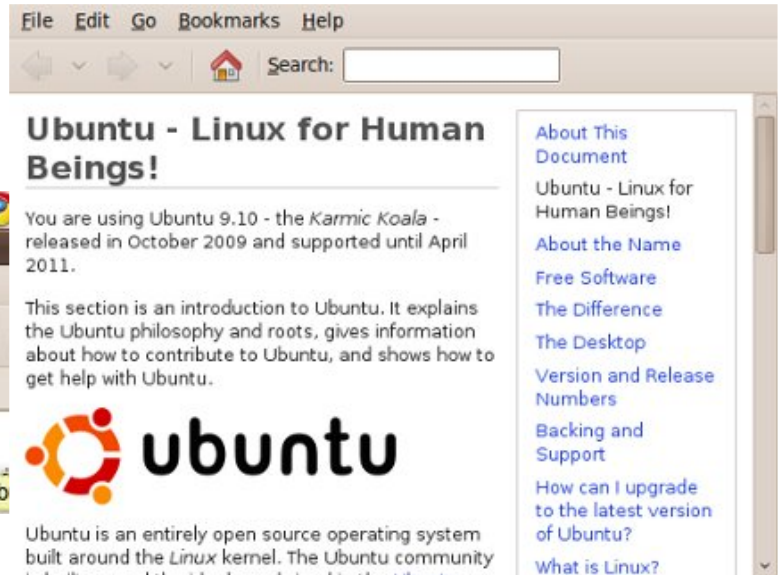 File Edit Go Bookmarks Help
Search:
Ubuntu - Linux for Human
Beings!
You are using Ubuntu 9.10 - the Karmic Koala -
released in October 2009 and supported until April
2011.
This section is an introduction to Ubuntu. It explains
the Ubuntu philosophy and roots, gives information
about how to contribute to Ubuntu, and shows how to
get help with Ubuntu.
ubuntu
Ubuntu is an entirely open source operating system
built around the Linux kernel. The Ubuntu community
About This
Document
Ubuntu - Linux for
Human Beings!
About the Name
Free Software
The Difference
The Desktop
Version and Release
Numbers
Backing and
Support
How can I upgrade
to the latest version
of Ubuntu?
What is Linux?